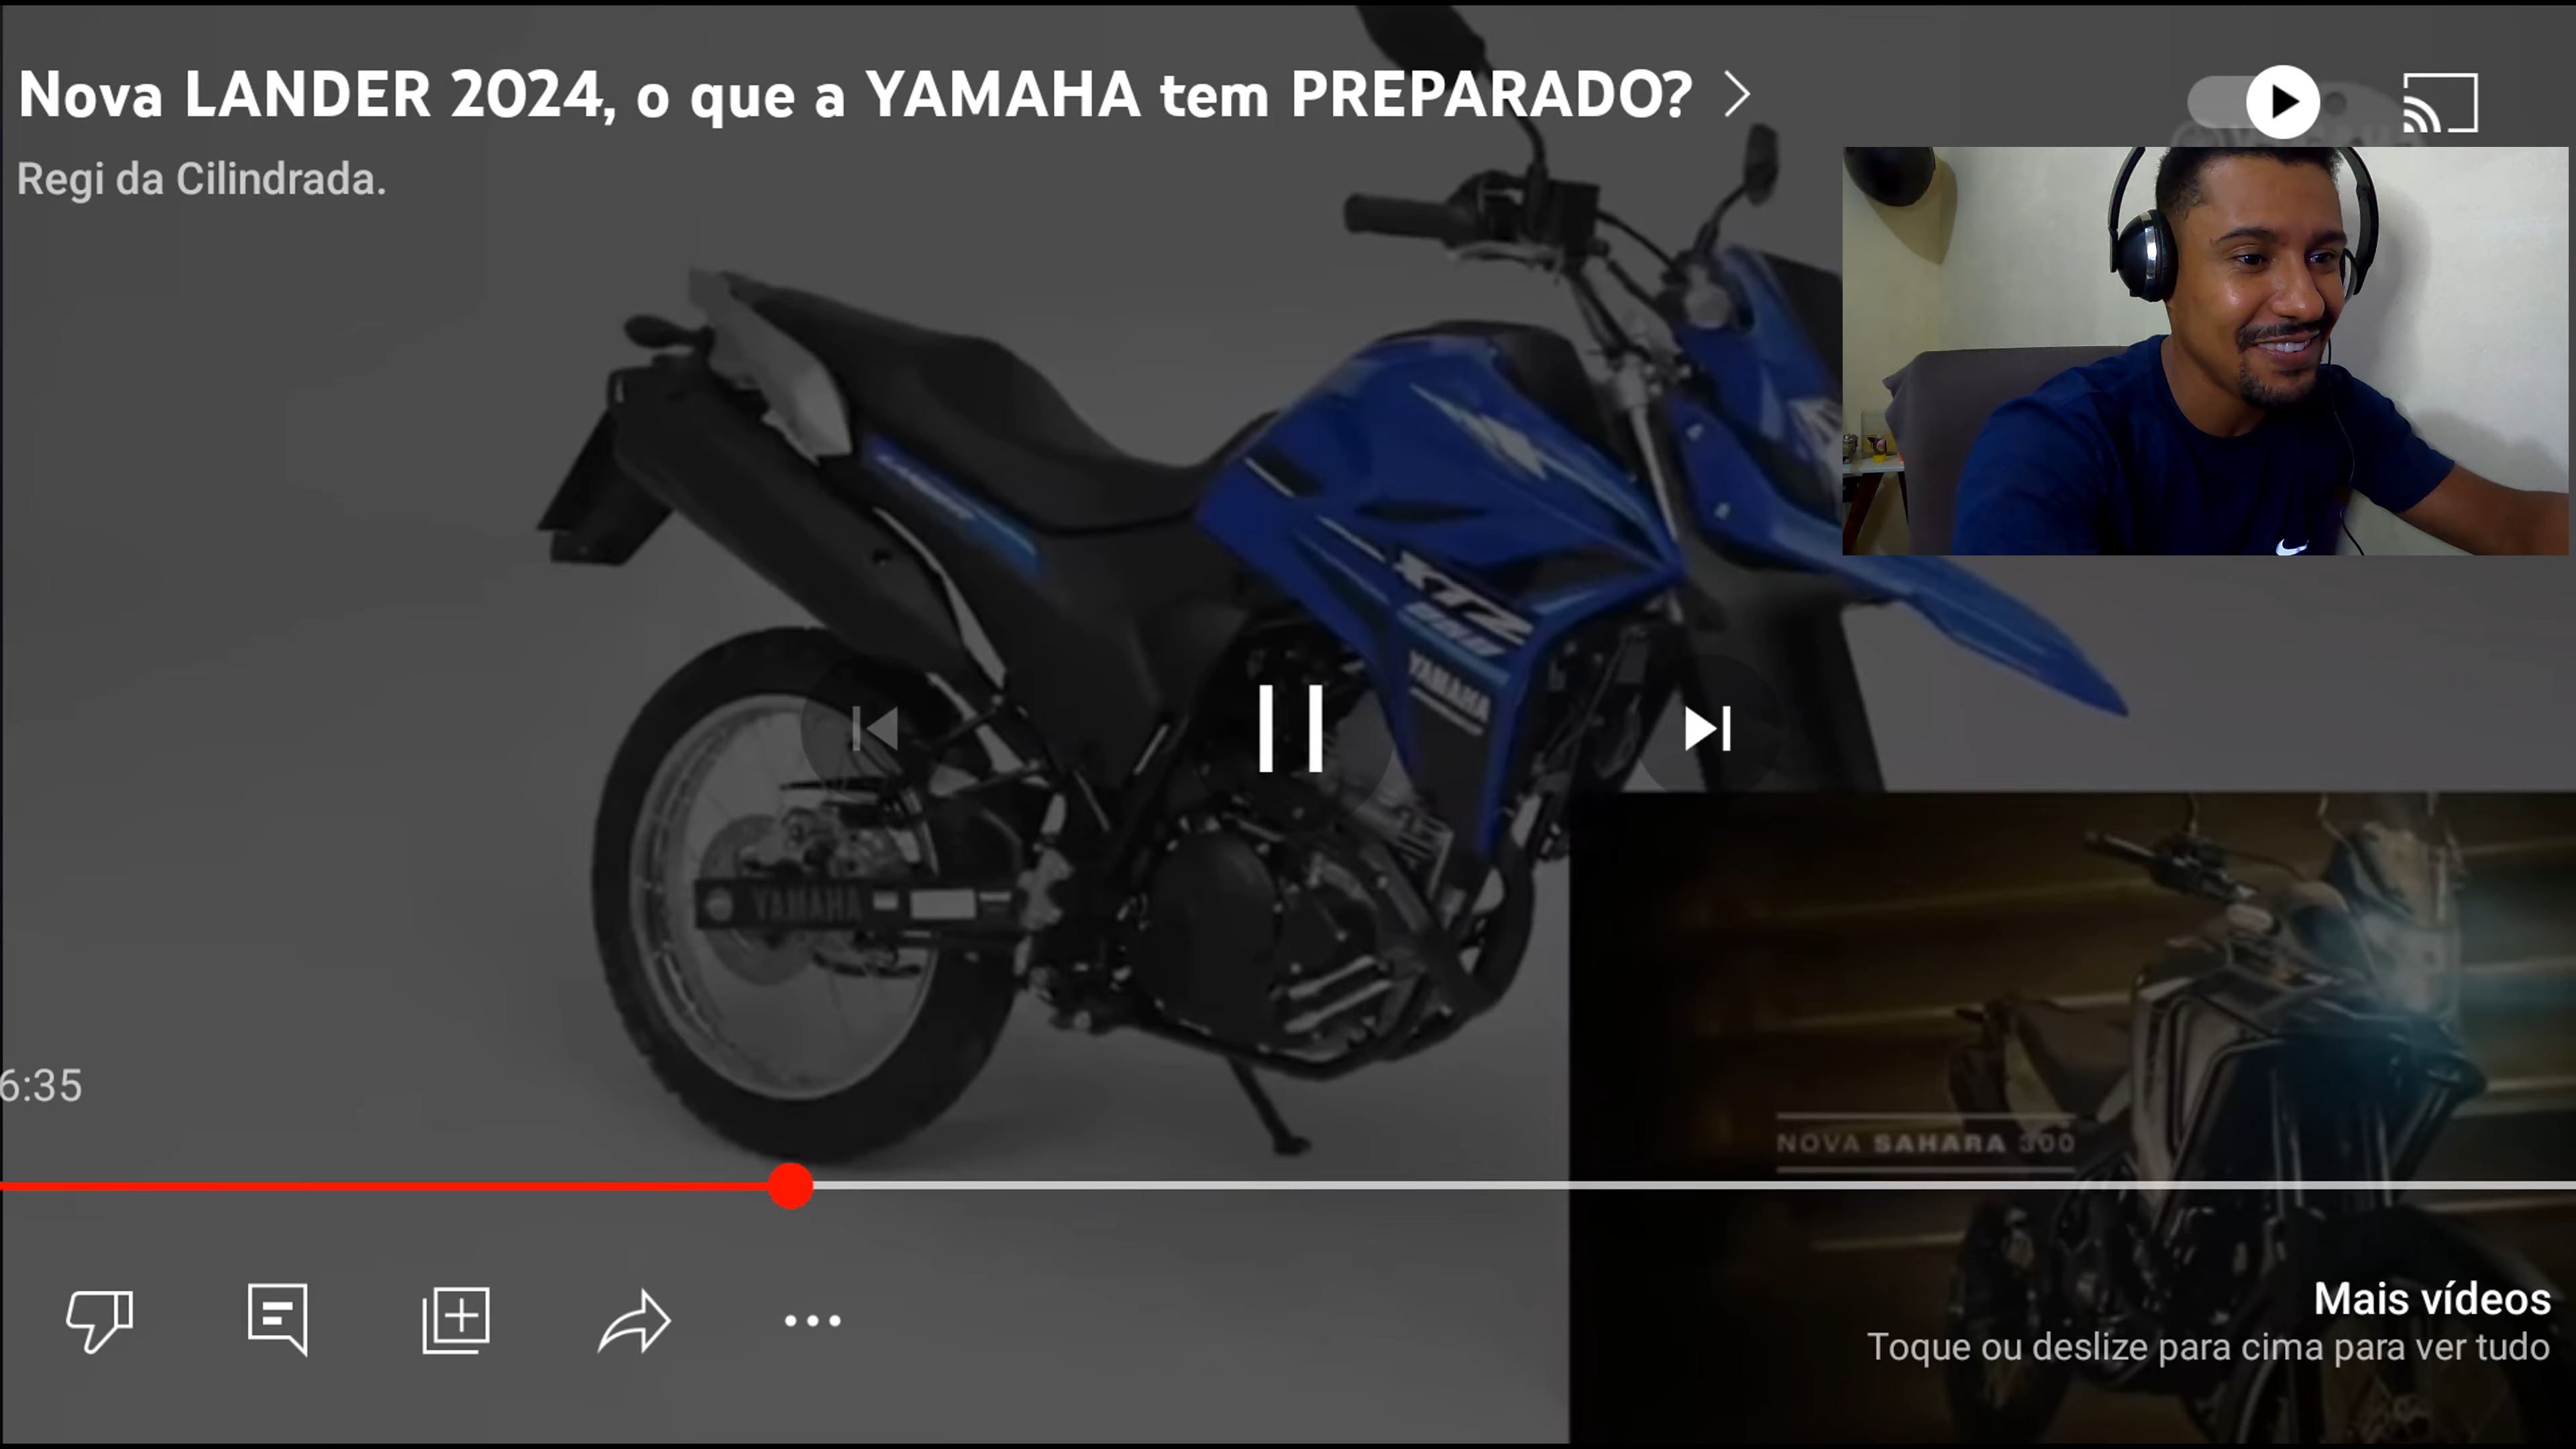 Nova LANDER 2024, o que a YAMAHA tem PREPARADO?
Regi da Cilindrada.
LANDER
XTZ
YAMAHA
YAMAHA
6:35
NOVA SAHARA 300
Mais vídeos
Toque ou deslize para cima para ver tudo